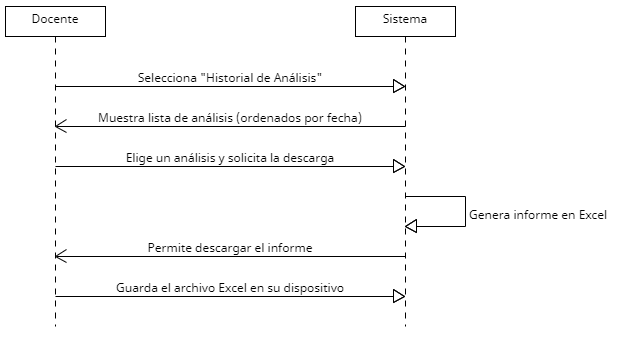 Docente
Sistema
Selecciona "Historial de Análisis"
Muestra lista de análisis (ordenados por fecha)
Elige un análisis y solicita la descarga
Genera informe en Excel
Permite descargar el informe
Guarda el archivo Excel en su dispositivo